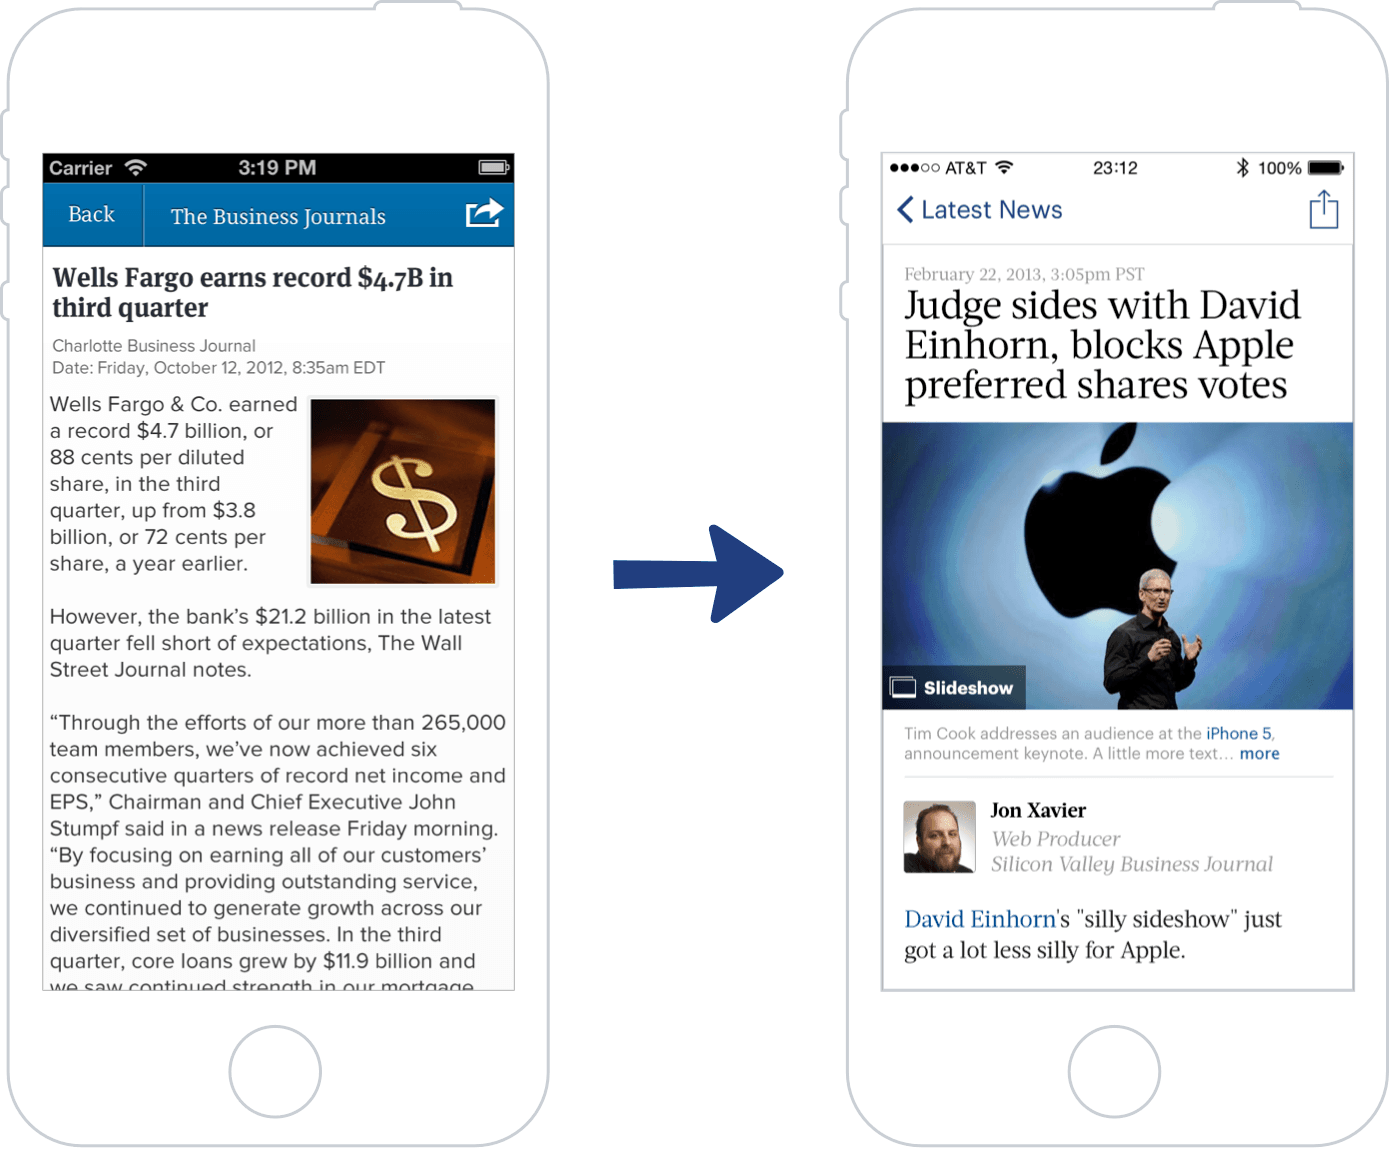 Carrier 3:19 PM
Back The Business Journals
Wells Fargo earns record $4.7B in
third quarter
Charlotte Business Journal
Date: Friday, October 12, 2012, 8:35am EDT
Wells Fargo & Co. earned
a record $4.7 billion, or
88 cents per diluted
share, in the third
quarter, up from $3.8
billion, or 72 cents per
share, a year earlier.
$
However, the bank’s $21.2 billion in the latest
quarter fell short of expectations, The Wall
Street Journal notes.
“Through the efforts of our more than 265,000
team members, we’ve now achieved six
consecutive quarters of record net income and
EPS,” Chairman and Chief Executive John
Stumpf said in a news release Friday morning.
“By focusing on earning all of our customers’
business and providing outstanding service,
we continued to generate growth across our
diversified set of businesses. In the third
quarter, core loans grew by $11.9 billion and
we saw continued strength in our mortgage
AT&T 23:12 100%
Latest News
February 22, 2013, 3:05pm PST
Judge sides with David
Einhorn, blocks Apple
preferred shares votes
Slideshow
Tim Cook addresses an audience at the iPhone 5,
announcement keynote. A little more text... more
Jon Xavier
Web Producer
Silicon Valley Business Journal
David Einhorn's "silly sideshow" just
got a lot less silly for Apple.